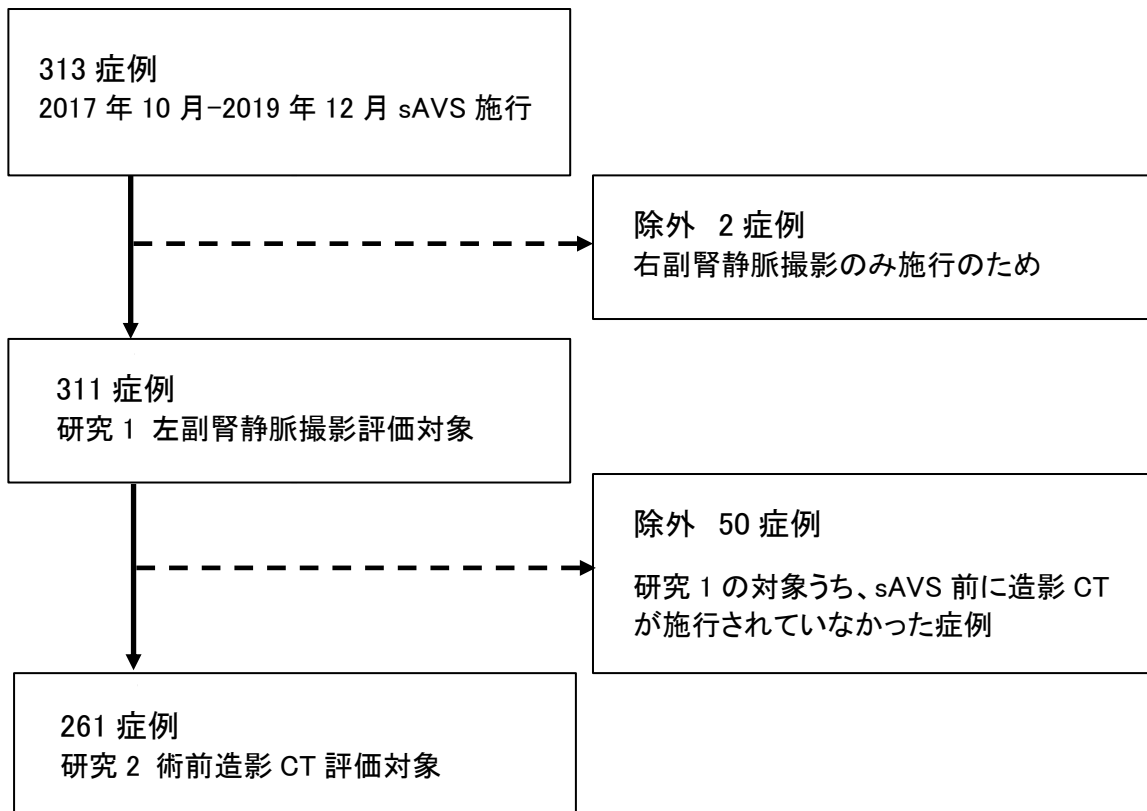 313 症例
2017 年 10 月–2019 年 12 月 sAVS 施行
除外 2 症例
右副腎静脈撮影のみ施行のため
311 症例
研究 1 左副腎静脈撮影評価対象
除外 50 症例
研究 1 の対象うち、sAVS 前に造影 CT
が施行されていなかった症例
261 症例
研究 2 術前造影 CT 評価対象